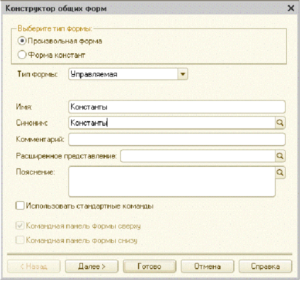 Конструктор общих форм
Выберите тип формы:
Произвольная форма
Форма констант
Тип формы: Управляемая
Имя: Константы
Синоним: Константы
Комментарий:
Расширенное представление:
Пояснение:
Использовать стандартные команды
Командная панель формы сверху
Командная панель формы снизу
< Назад Далее > Готово Отмена Справка